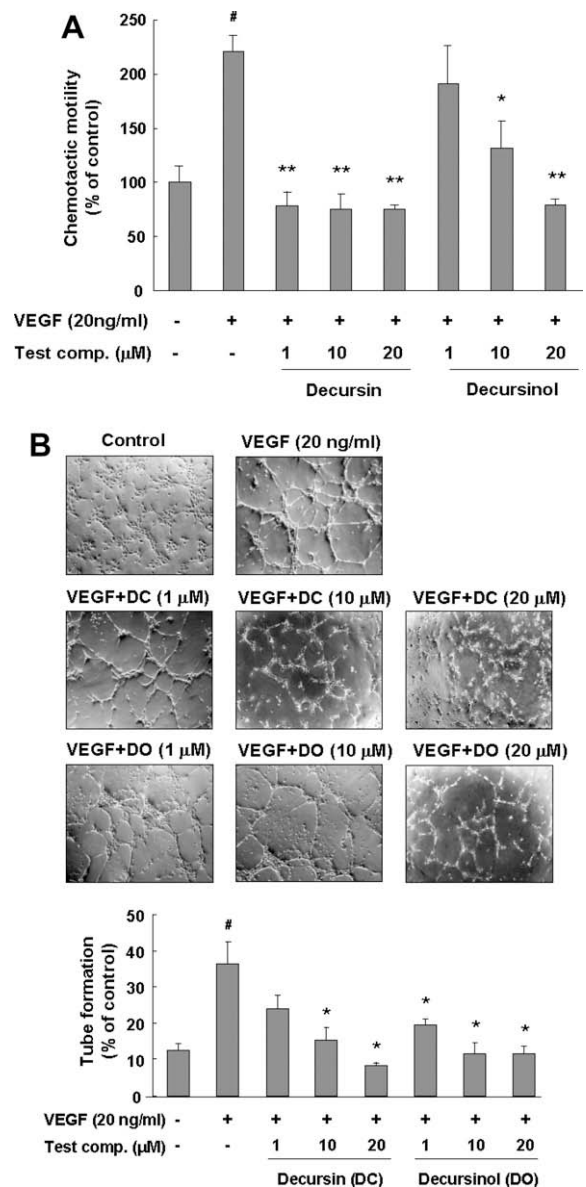 A
Chemotactic motility
(% of control)
250
200
150
100
50
0
#
** ** **
*
**
VEGF (20ng/ml) - + + + + + + +
Test comp. (μM) - - 1 10 20 1 10 20
Decursin Decursinol
B
Control VEGF (20 ng/ml)
VEGF+DC (1 μM) VEGF+DC (10 μM) VEGF+DC (20 μM)
VEGF+DO (1 μM) VEGF+DO (10 μM) VEGF+DO (20 μM)
Tube formation
(% of control)
50
40
30
20
10
0
#
* * * * *
VEGF (20 ng/ml) - + + + + + + +
Test comp. (μM) - - 1 10 20 1 10 20
Decursin (DC) Decursinol (DO)